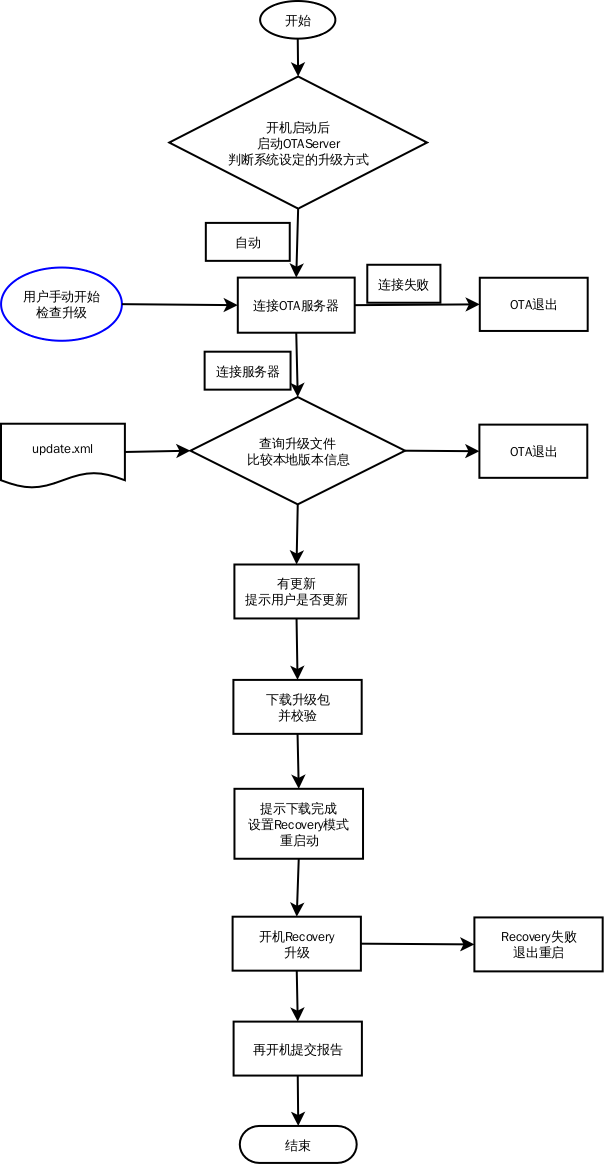 开始
开机启动后
启动OTAServer
判断系统设定的升级方式
自动
用户手动开始
检查升级
连接OTA服务器
连接失败
OTA退出
连接服务器
update.xml
查询升级文件
比较本地版本信息
OTA退出
有更新
提示用户是否更新
下载升级包
并校验
提示下载完成
设置Recovery模式
重启动
开机Recovery
升级
Recovery失败
退出重启
再开机提交报告
结束